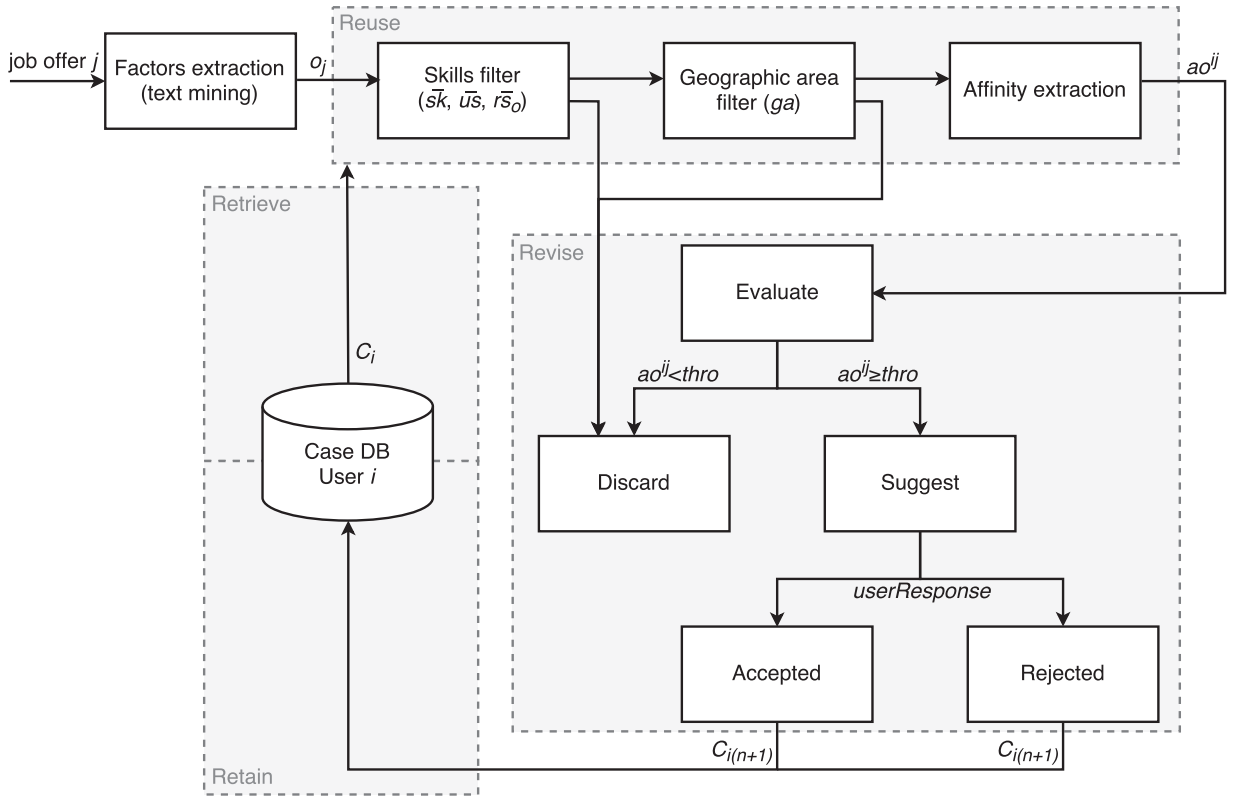 Reuse
job offer j
Factors extraction
(text mining)
oj
Skills filter
(s̄k̄, ūs̄, r̄s̄o)
Geographic area
filter (ga)
Affinity extraction
ao^ij
Retrieve
Ci
Case DB
User i
Retain
Revise
Evaluate
ao^ij<thro
ao^ij≥thro
Discard
Suggest
userResponse
Accepted
Rejected
Ci(n+1)
Ci(n+1)